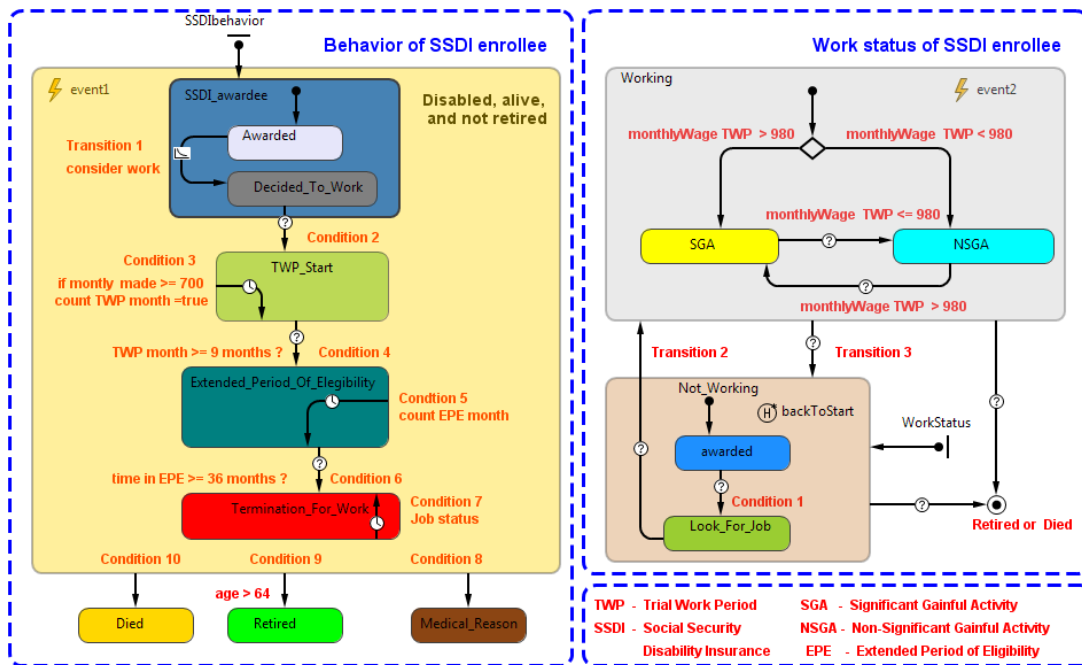 SSDIbehavior
Behavior of SSDI enrollee
event1
SSDI_awardee
Disabled, alive,
and not retired
Awarded
Transition 1
consider work
Decided_To_Work
?
Condition 2
Condition 3
TWP_Start
if montly made >= 700
count TWP month =true
?
TWP month >= 9 months ?
Condition 4
Extended_Period_Of_Elegibility
Condtion 5
count EPE month
?
time in EPE >= 36 months ?
Condition 6
Termination_For_Work
Condition 7
Job status
Condition 10
Condition 9
Condition 8
age > 64
Died
Retired
Medical_Reason
Work status of SSDI enrollee
Working
event2
monthlyWage TWP > 980
monthlyWage TWP < 980
monthlyWage TWP <= 980
SGA
?
NSGA
?
monthlyWage TWP > 980
Transition 2
?
Transition 3
Not_Working
H* backToStart
?
WorkStatus
awarded
?
?
Condition 1
?
Look_For_Job
Retired or Died
TWP - Trial Work Period
SGA - Significant Gainful Activity
SSDI - Social Security
NSGA - Non-Significant Gainful Activity
Disability Insurance
EPE - Extended Period of Eligibility